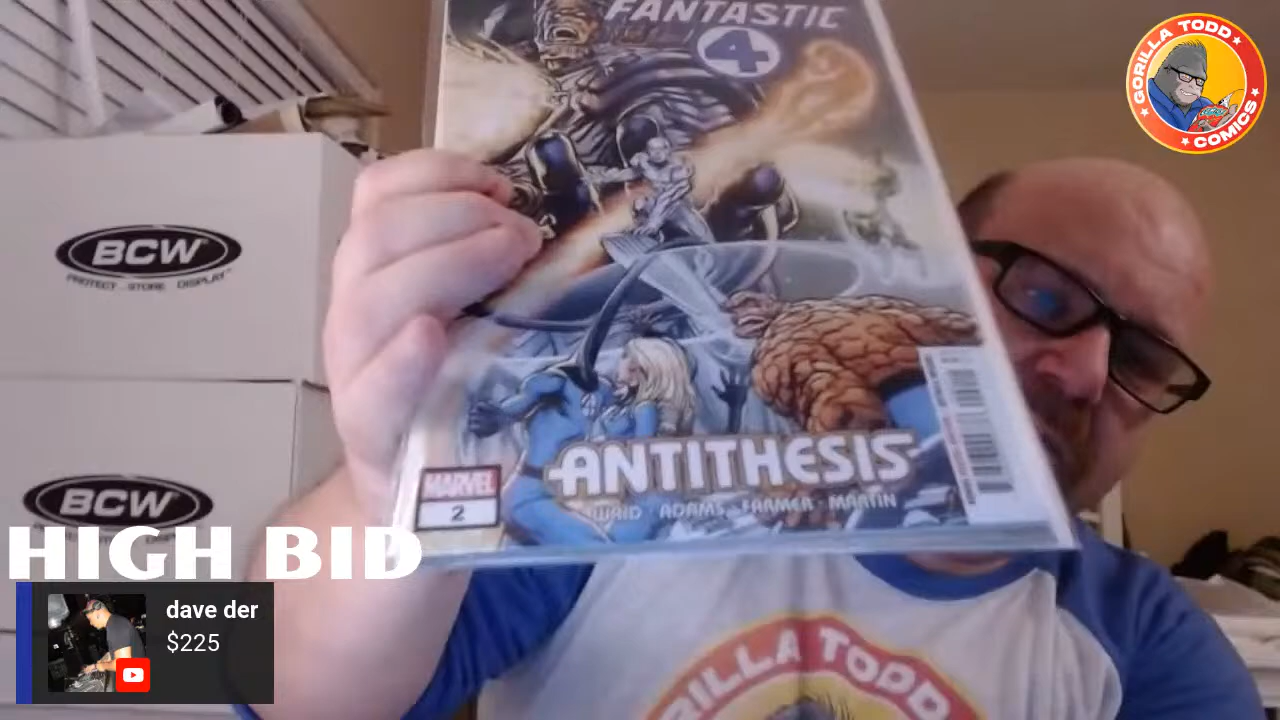 FANTASTIC
4
GORILLA TODD
COMICS
BCW
PROTECT · STORE · DISPLAY
ANTITHESIS
WAID · ADAMS · FARMER · MARTIN
MARVEL
2
BCW
HIGH BID
dave der
$225
RILLA TODD